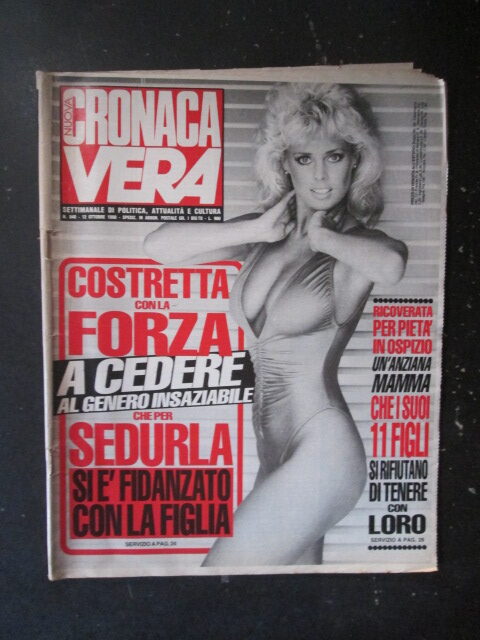 NUOVA
CRONACA
VERA
SETTIMANALE DI POLITICA, ATTUALITÀ E CULTURA
COSTRETTA
CON LA
FORZA
A CEDERE
AL GENERO INSAZIABILE
CHE PER
SEDURLA
SI E' FIDANZATO
CON LA FIGLIA
SERVIZIO A PAG. 24
RICOVERATA
PER PIETA'
IN OSPIZIO
UN'ANZIANA
MAMMA
CHE I SUOI
11 FIGLI
SI RIFIUTANO
DI TENERE
CON
LORO
SERVIZIO A PAG. 26